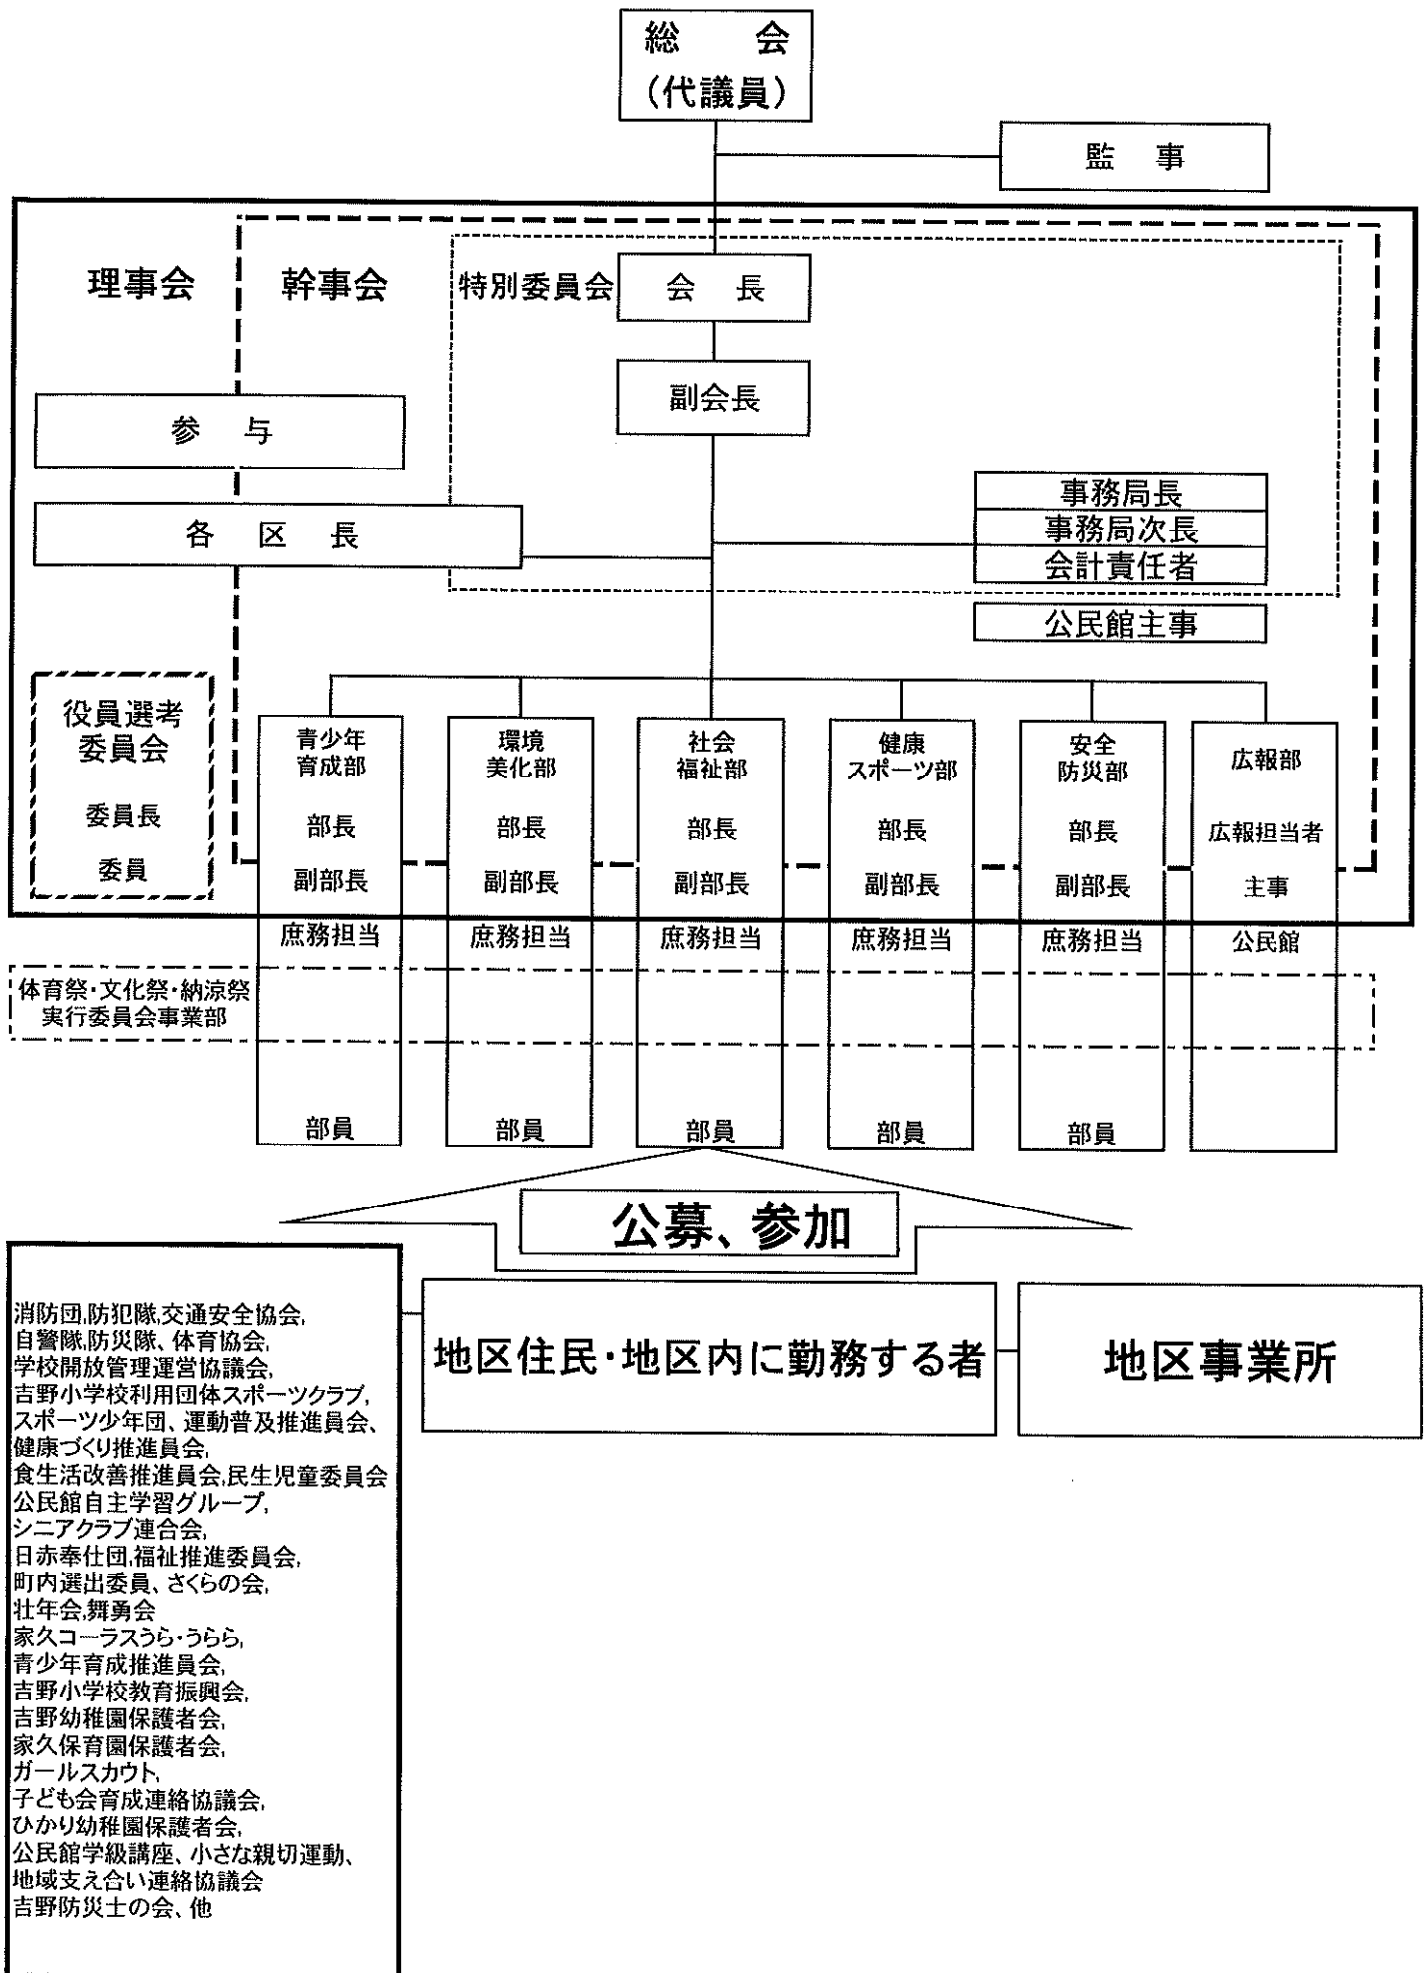 総　会
（代議員）
監　事
理事会
幹事会
特別委員会
会　長
副会長
参　与
各　区　長
事務局長
事務局次長
会計責任者
公民館主事
役員選考
委員会
委員長
委員
青少年
育成部
部長
副部長
庶務担当
部員
環境
美化部
部長
副部長
庶務担当
部員
社会
福祉部
部長
副部長
庶務担当
部員
健康
スポーツ部
部長
副部長
庶務担当
部員
安全
防災部
部長
副部長
庶務担当
部員
広報部
広報担当者
主事
公民館
体育祭・文化祭・納涼祭
実行委員会事業部
公募、参加
地区住民・地区内に勤務する者
地区事業所
消防団,防犯隊,交通安全協会,
自警隊,防災隊、体育協会,
学校開放管理運営協議会,
吉野小学校利用団体スポーツクラブ,
スポーツ少年団、運動普及推進員会、
健康づくり推進員会,
食生活改善推進員会,民生児童委員会
公民館自主学習グループ,
シニアクラブ連合会,
日赤奉仕団,福祉推進委員会,
町内選出委員、さくらの会,
壮年会,舞勇会
家久コーラスうら・うらら,
青少年育成推進員会,
吉野小学校教育振興会,
吉野幼稚園保護者会,
家久保育園保護者会,
ガールスカウト,
子ども会育成連絡協議会,
ひかり幼稚園保護者会,
公民館学級講座、小さな親切運動、
地域支え合い連絡協議会
吉野防災士の会、他